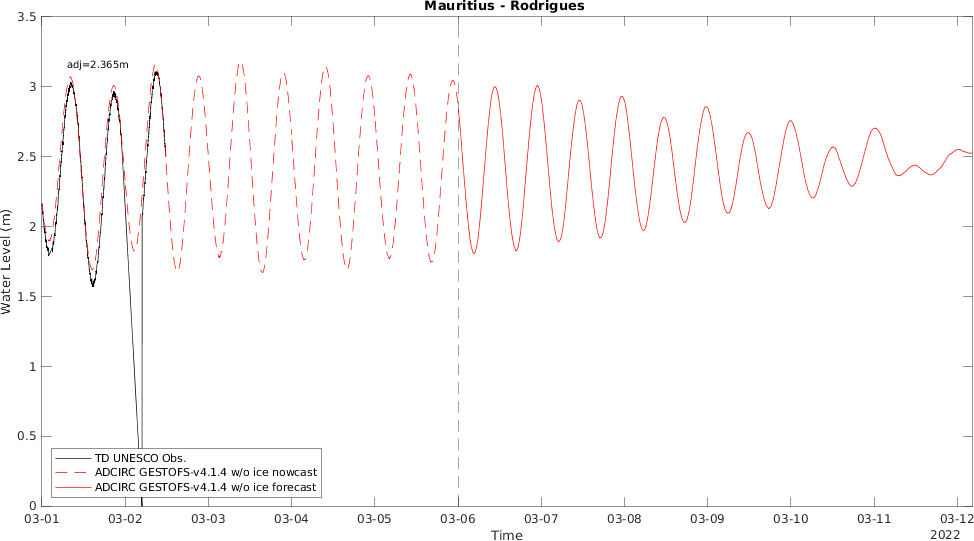 Mauritius - Rodrigues
adj=2.365m
3.5
3
2.5
2
1.5
1
0.5
0
Water Level (m)
TD UNESCO Obs.
ADCIRC GESTOFS-v4.1.4 w/o ice nowcast
ADCIRC GESTOFS-v4.1.4 w/o ice forecast
03-01 03-02 03-03 03-04 03-05 03-06 03-07 03-08 03-09 03-10 03-11 03-12
Time
2022